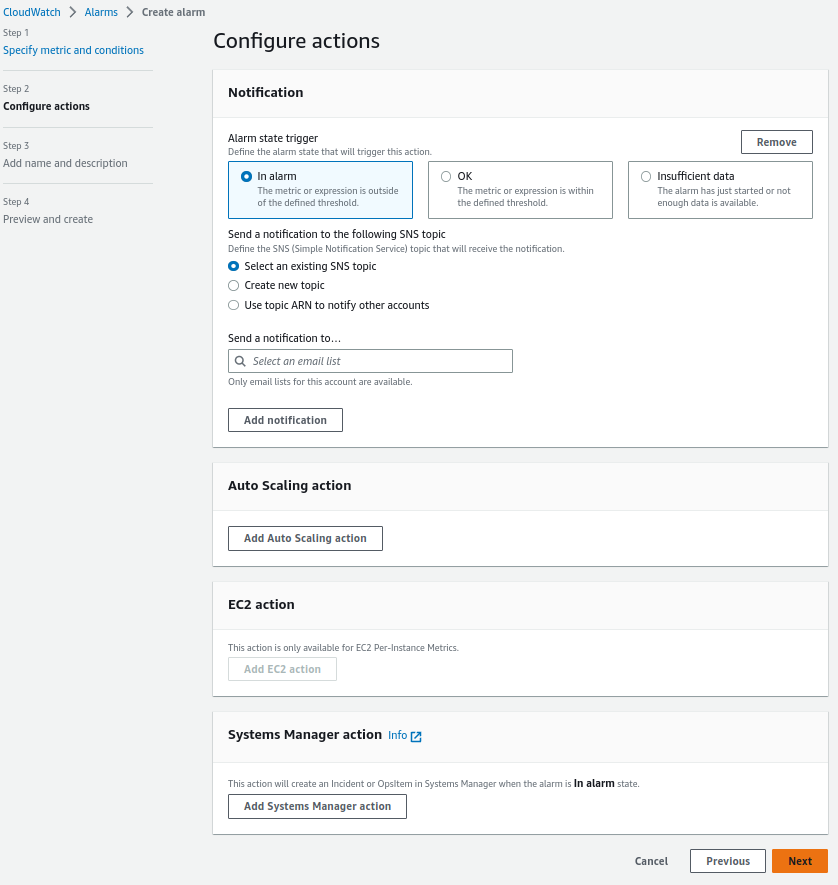 CloudWatch > Alarms > Create alarm
Step 1
Specify metric and conditions
Step 2
Configure actions
Step 3
Add name and description
Step 4
Preview and create
Configure actions
Notification
Alarm state trigger
Define the alarm state that will trigger this action.
Remove
In alarm
The metric or expression is outside
of the defined threshold.
OK
The metric or expression is within
the defined threshold.
Insufficient data
The alarm has just started or not
enough data is available.
Send a notification to the following SNS topic
Define the SNS (Simple Notification Service) topic that will receive the notification.
Select an existing SNS topic
Create new topic
Use topic ARN to notify other accounts
Send a notification to…
Select an email list
Only email lists for this account are available.
Add notification
Auto Scaling action
Add Auto Scaling action
EC2 action
This action is only available for EC2 Per-Instance Metrics.
Add EC2 action
Systems Manager action Info
This action will create an Incident or OpsItem in Systems Manager when the alarm is In alarm state.
Add Systems Manager action
Cancel
Previous
Next